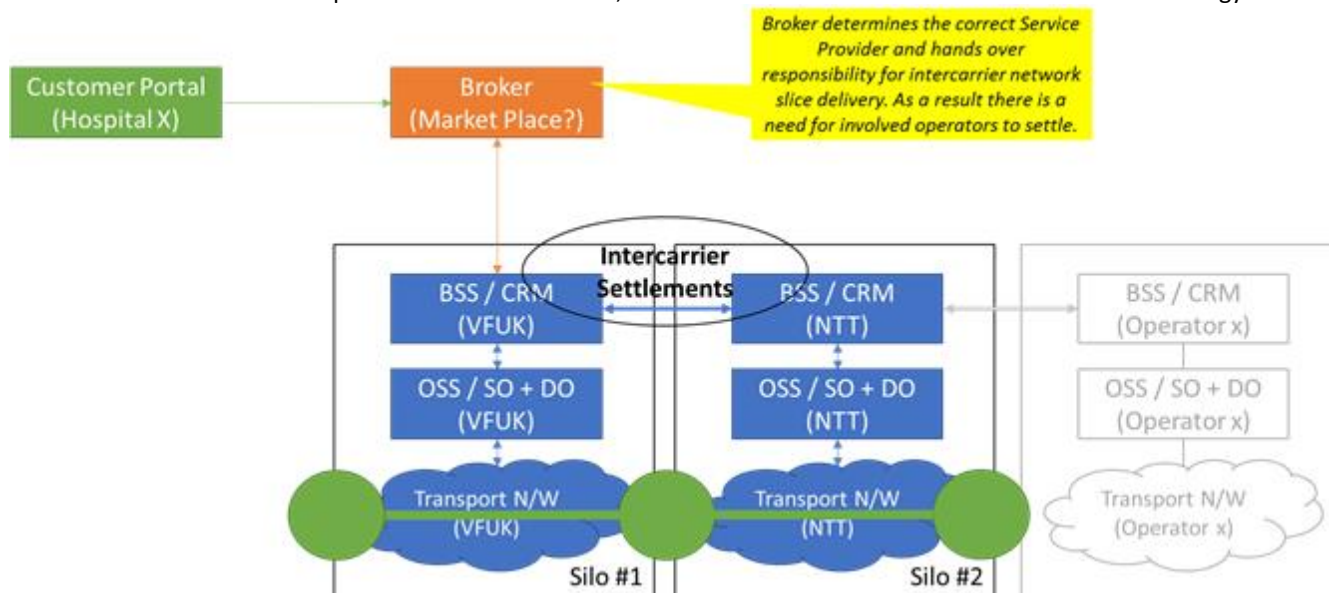 Broker determines the correct Service
Provider and hands over
responsibility for intercarrier network
slice delivery. As a result there is a
need for involved operators to settle.
Customer Portal
(Hospital X)
Broker
(Market Place?)
Intercarrier
Settlements
BSS / CRM
(VFUK)
BSS / CRM
(NTT)
BSS / CRM
(Operator x)
OSS / SO + DO
(VFUK)
OSS / SO + DO
(NTT)
OSS / SO + DO
(Operator x)
Transport N/W
(VFUK)
Transport N/W
(NTT)
Transport N/W
(Operator x)
Silo #1
Silo #2